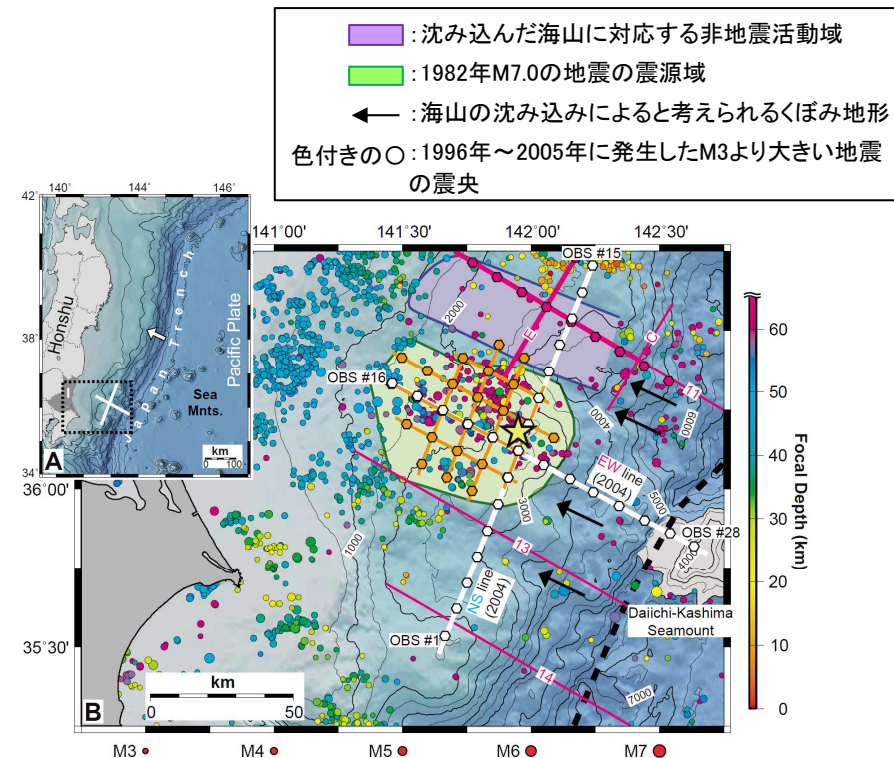 :沈み込んだ海山に対応する非地震活動域
:1982年M7.0の地震の震源域
:海山の沈み込みによると考えられるくぼみ地形
色付きの○:1996年~2005年に発生したM3より大きい地震
の震央
140°
144°
146°
42°
38°
34°
Honshu
Japan Trench
Pacific Plate
Sea
Mnts.
km
0 100
A
141°00'
141°30'
142°00'
142°30'
OBS #15
2000
E
C
11
OBS #16
4000
6000
EW line
(2004)
5000
OBS #28
4000
36°00'
1000
3000
13
NS line
(2004)
Daiichi-Kashima
Seamount
OBS #1
35°30'
14
7000
km
0 50
B
60
50
40
30
20
10
0
Focal Depth (km)
M3
M4
M5
M6
M7